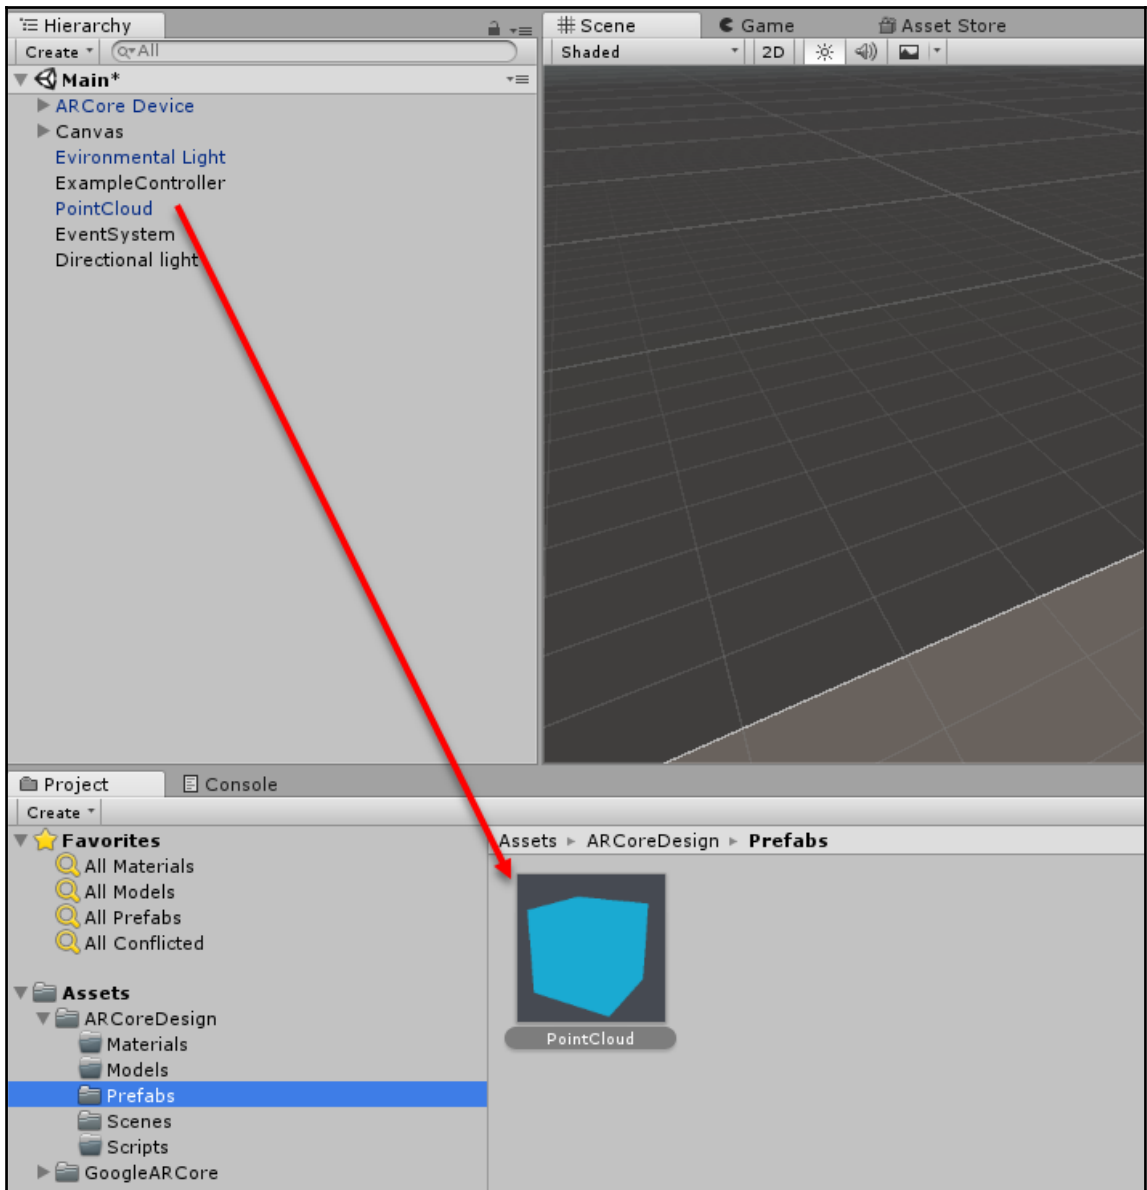 Hierarchy
Create
All
Main*
ARCore Device
Canvas
Evironmental Light
ExampleController
PointCloud
EventSystem
Directional light
Scene Game Asset Store
Shaded 2D
Project Console
Create
Favorites
All Materials
All Models
All Prefabs
All Conflicted
Assets
ARCoreDesign
Materials
Models
Prefabs
Scenes
Scripts
GoogleARCore
Assets ARCoreDesign Prefabs
PointCloud